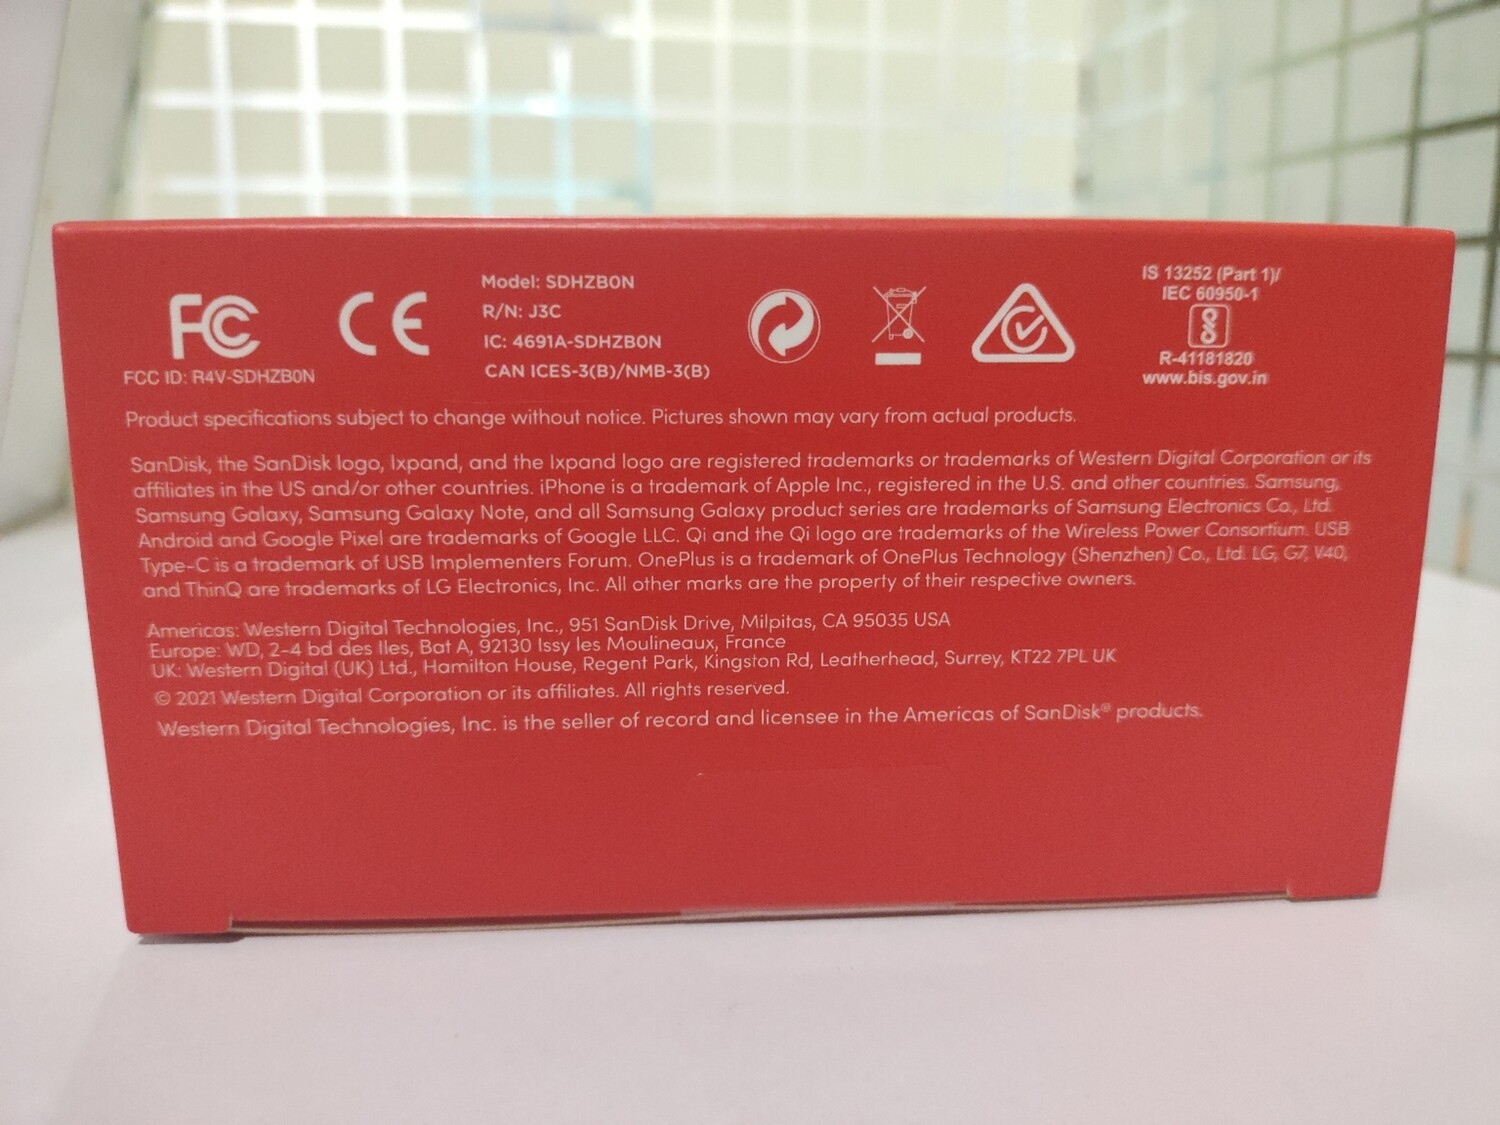 FC
CE
FCC ID: R4V-SDHZB0N
Model: SDHZB0N
R/N: J3C
IC: 4691A-SDHZB0N
CAN ICES-3(B)/NMB-3(B)
IS 13252 (Part 1)/
IEC 60950-1
R-41181820
www.bis.gov.in
Product specifications subject to change without notice. Pictures shown may vary from actual products.
SanDisk, the SanDisk logo, Ixpand, and the Ixpand logo are registered trademarks or trademarks of Western Digital Corporation or its
affiliates in the US and/or other countries. iPhone is a trademark of Apple Inc., registered in the U.S. and other countries. Samsung,
Samsung Galaxy, Samsung Galaxy Note, and all Samsung Galaxy product series are trademarks of Samsung Electronics Co., Ltd.
Android and Google Pixel are trademarks of Google LLC. Qi and the Qi logo are trademarks of the Wireless Power Consortium. USB
Type-C is a trademark of USB Implementers Forum. OnePlus is a trademark of OnePlus Technology (Shenzhen) Co., Ltd. LG, G7, V40,
and ThinQ are trademarks of LG Electronics, Inc. All other marks are the property of their respective owners.
Americas: Western Digital Technologies, Inc., 951 SanDisk Drive, Milpitas, CA 95035 USA
Europe: WD, 2-4 bd des Iles, Bat A, 92130 Issy les Moulineaux, France
UK: Western Digital (UK) Ltd., Hamilton House, Regent Park, Kingston Rd, Leatherhead, Surrey, KT22 7PL UK
© 2021 Western Digital Corporation or its affiliates. All rights reserved.
Western Digital Technologies, Inc. is the seller of record and licensee in the Americas of SanDisk® products.